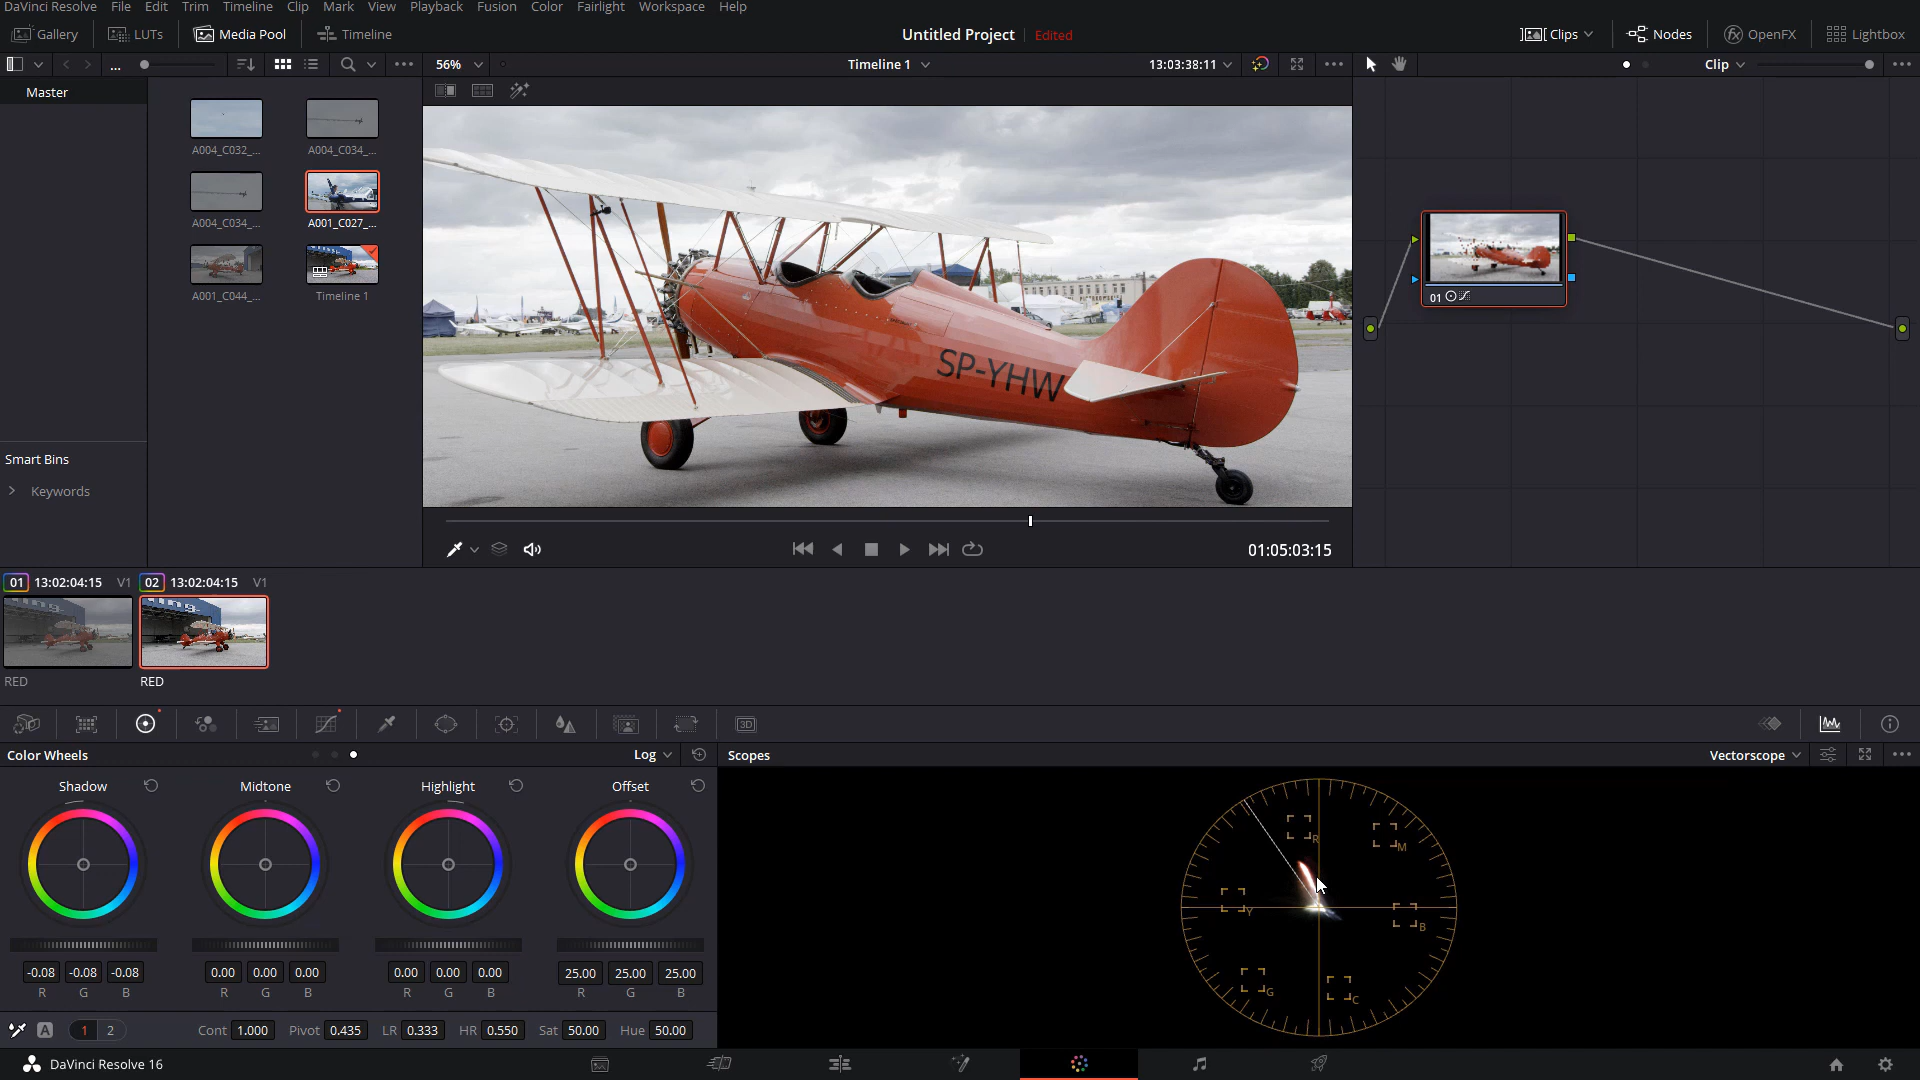 DaVinci Resolve File Edit Trim Timeline Clip Mark View Playback Fusion Color Fairlight Workspace Help
Gallery LUTs Media Pool Timeline Untitled Project Edited Clips Nodes OpenFX Lightbox
... 56% Timeline 1 13:03:38:11 Clip
Master
A004_C032_... A004_C034_...
A004_C034_... A001_C027_...
A001_C044_... Timeline 1
SP-YHW
01
Smart Bins
Keywords
01:05:03:15
01 13:02:04:15 V1 02 13:02:04:15 V1
RED RED
3D
Color Wheels Log Scopes Vectorscope
Shadow Midtone Highlight Offset
R M
Y B
G C
-0.08 -0.08 -0.08 0.00 0.00 0.00 0.00 0.00 0.00 25.00 25.00 25.00
R G B R G B R G B R G B
A 1 2 Cont 1.000 Pivot 0.435 LR 0.333 HR 0.550 Sat 50.00 Hue 50.00
DaVinci Resolve 16